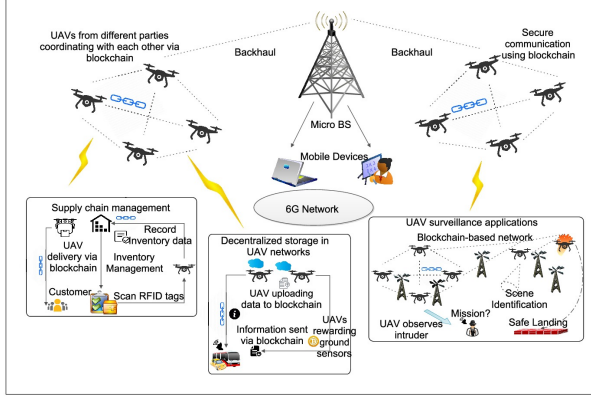 UAVs from different parties
coordinating with each other via
blockchain
Backhaul
Backhaul
Secure
communication
using blockchain
Micro BS
Mobile Devices
6G Network
Supply chain management
Record
Inventory data
UAV
delivery via
blockchain
Inventory
Management
Customer
Scan RFID tags
Decentralized storage in
UAV networks
UAV uploading
data to blockchain
Information sent
via blockchain
UAVs
rewarding
ground
sensors
UAV surveillance applications
Blockchain-based network
Scene
Identification
Mission?
UAV observes
intruder
Safe Landing